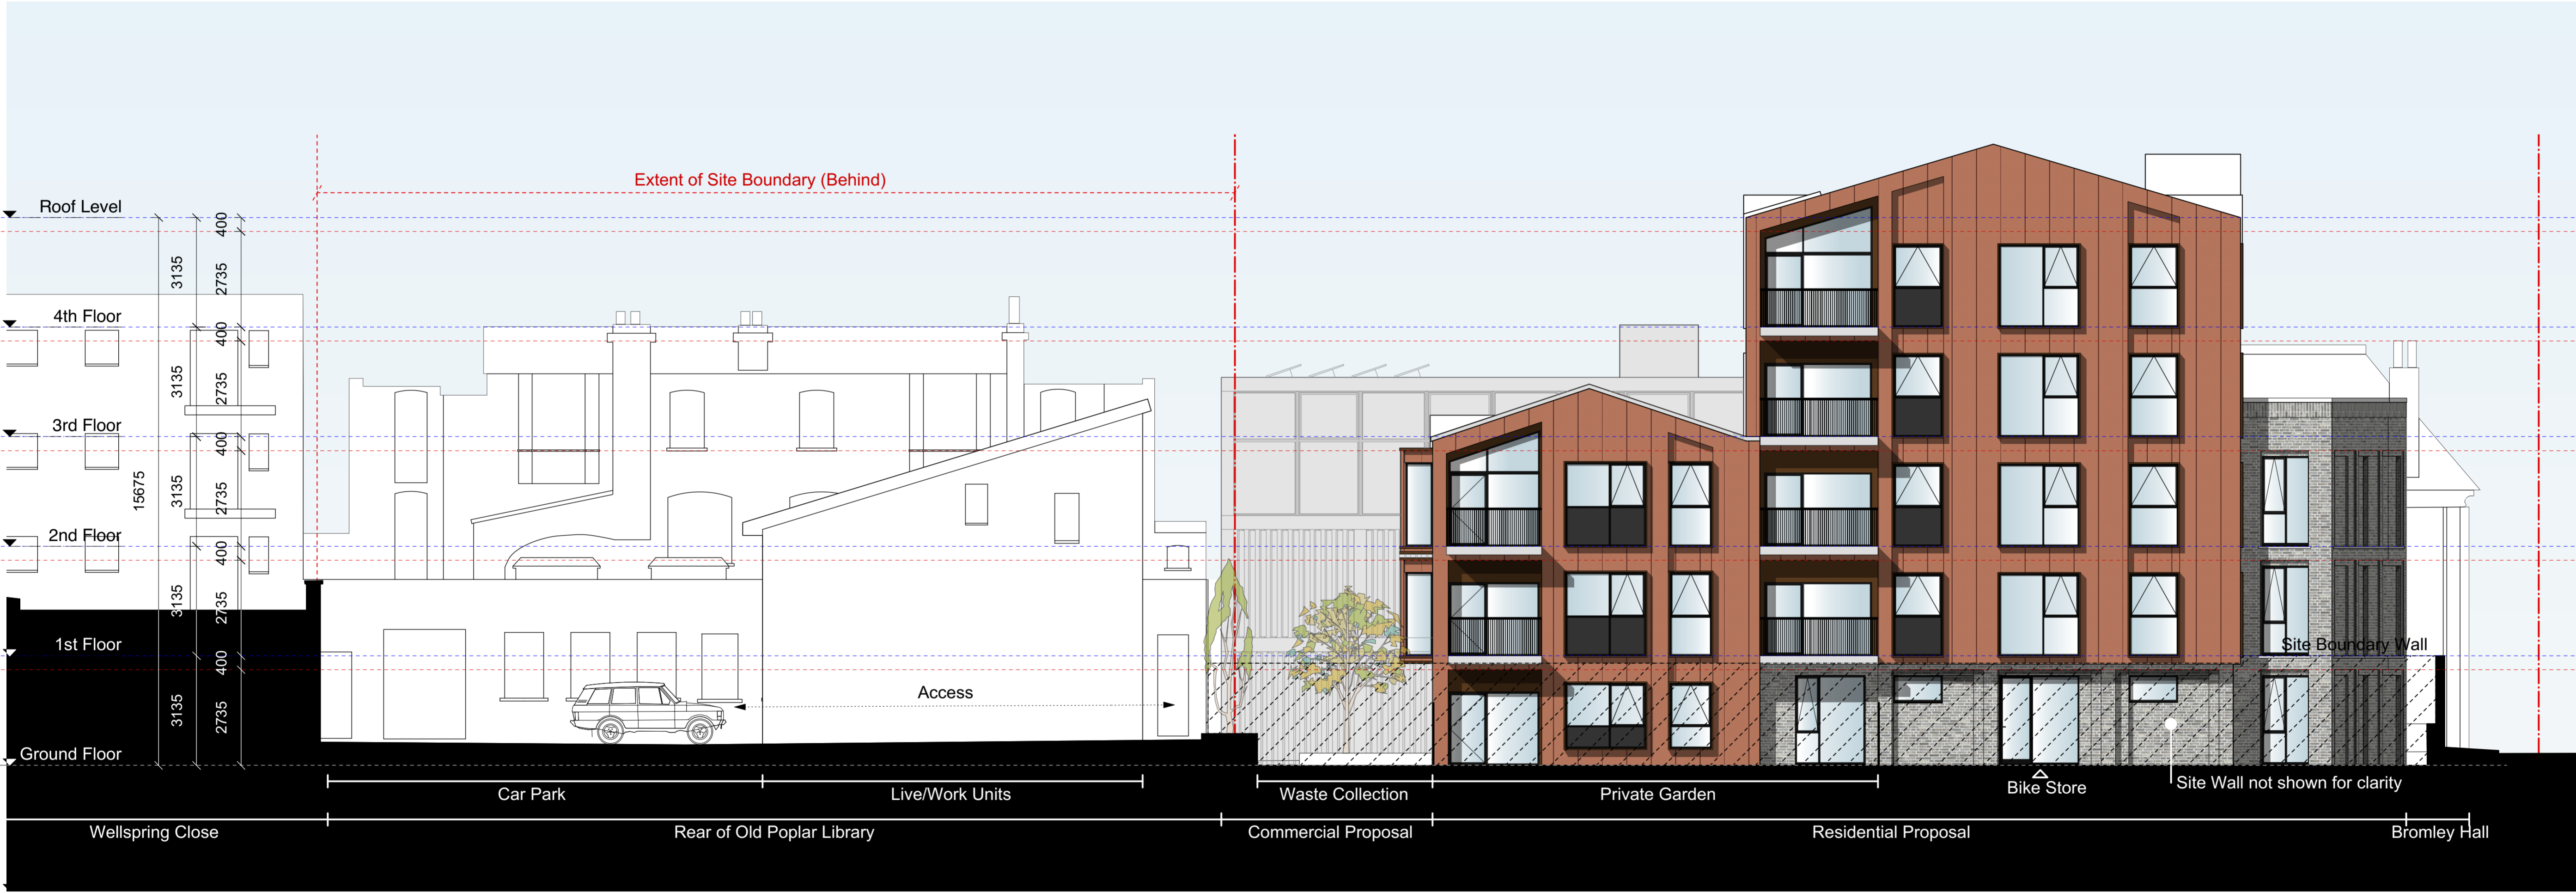 Extent of Site Boundary (Behind)
Roof Level
4th Floor
3rd Floor
2nd Floor
1st Floor
Ground Floor
15675
3135
3135
3135
3135
3135
400
2735
400
2735
400
2735
400
2735
400
2735
Access
Site Boundary Wall
Site Wall not shown for clarity
Bike Store
Car Park
Live/Work Units
Waste Collection
Private Garden
Wellspring Close
Rear of Old Poplar Library
Commercial Proposal
Residential Proposal
Bromley Hall